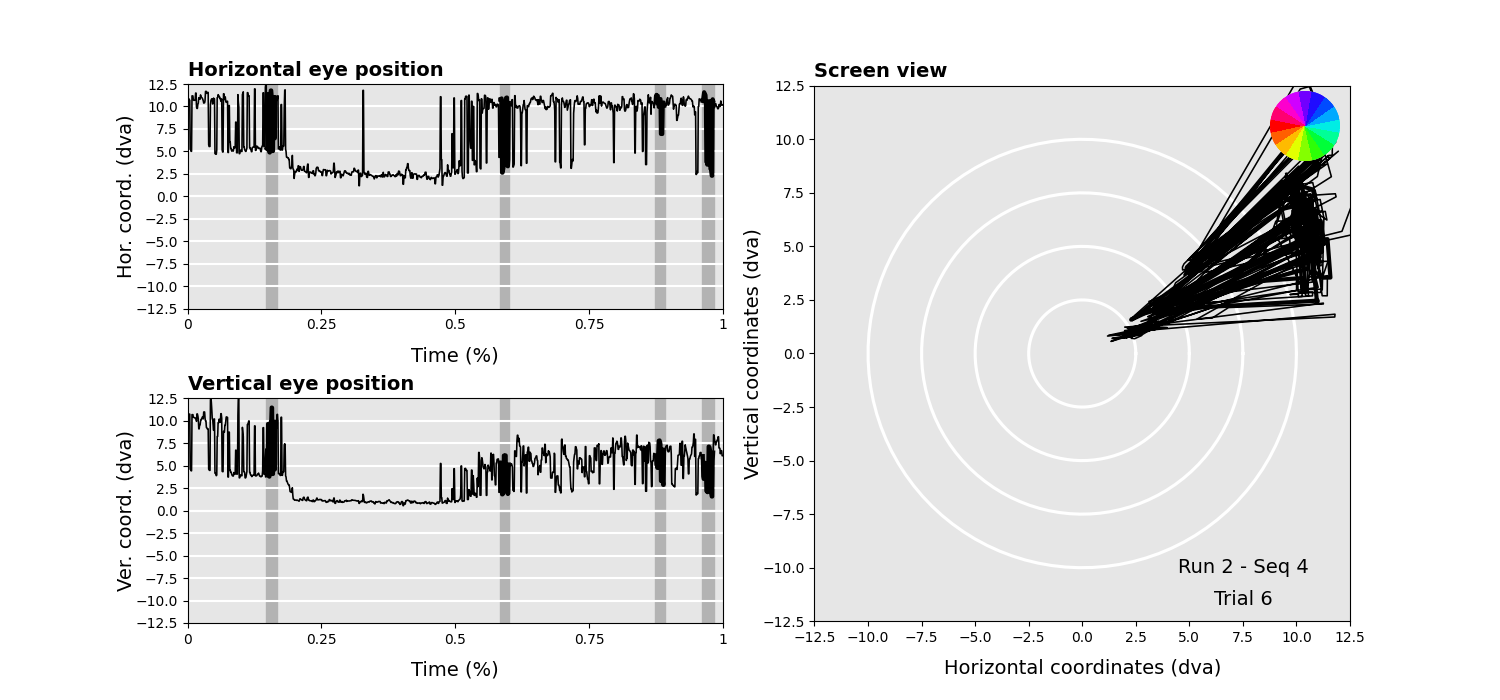 Horizontal eye position
12.5
10.0
7.5
5.0
2.5
0.0
−2.5
−5.0
−7.5
−10.0
−12.5
Hor. coord. (dva)
0 0.25 0.5 0.75 1
Time (%)
Vertical eye position
12.5
10.0
7.5
5.0
2.5
0.0
−2.5
−5.0
−7.5
−10.0
−12.5
Ver. coord. (dva)
0 0.25 0.5 0.75 1
Time (%)
Screen view
12.5
10.0
7.5
5.0
2.5
0.0
−2.5
−5.0
−7.5
−10.0
−12.5
Vertical coordinates (dva)
Run 2 - Seq 4
Trial 6
−12.5 −10.0 −7.5 −5.0 −2.5 0.0 2.5 5.0 7.5 10.0 12.5
Horizontal coordinates (dva)